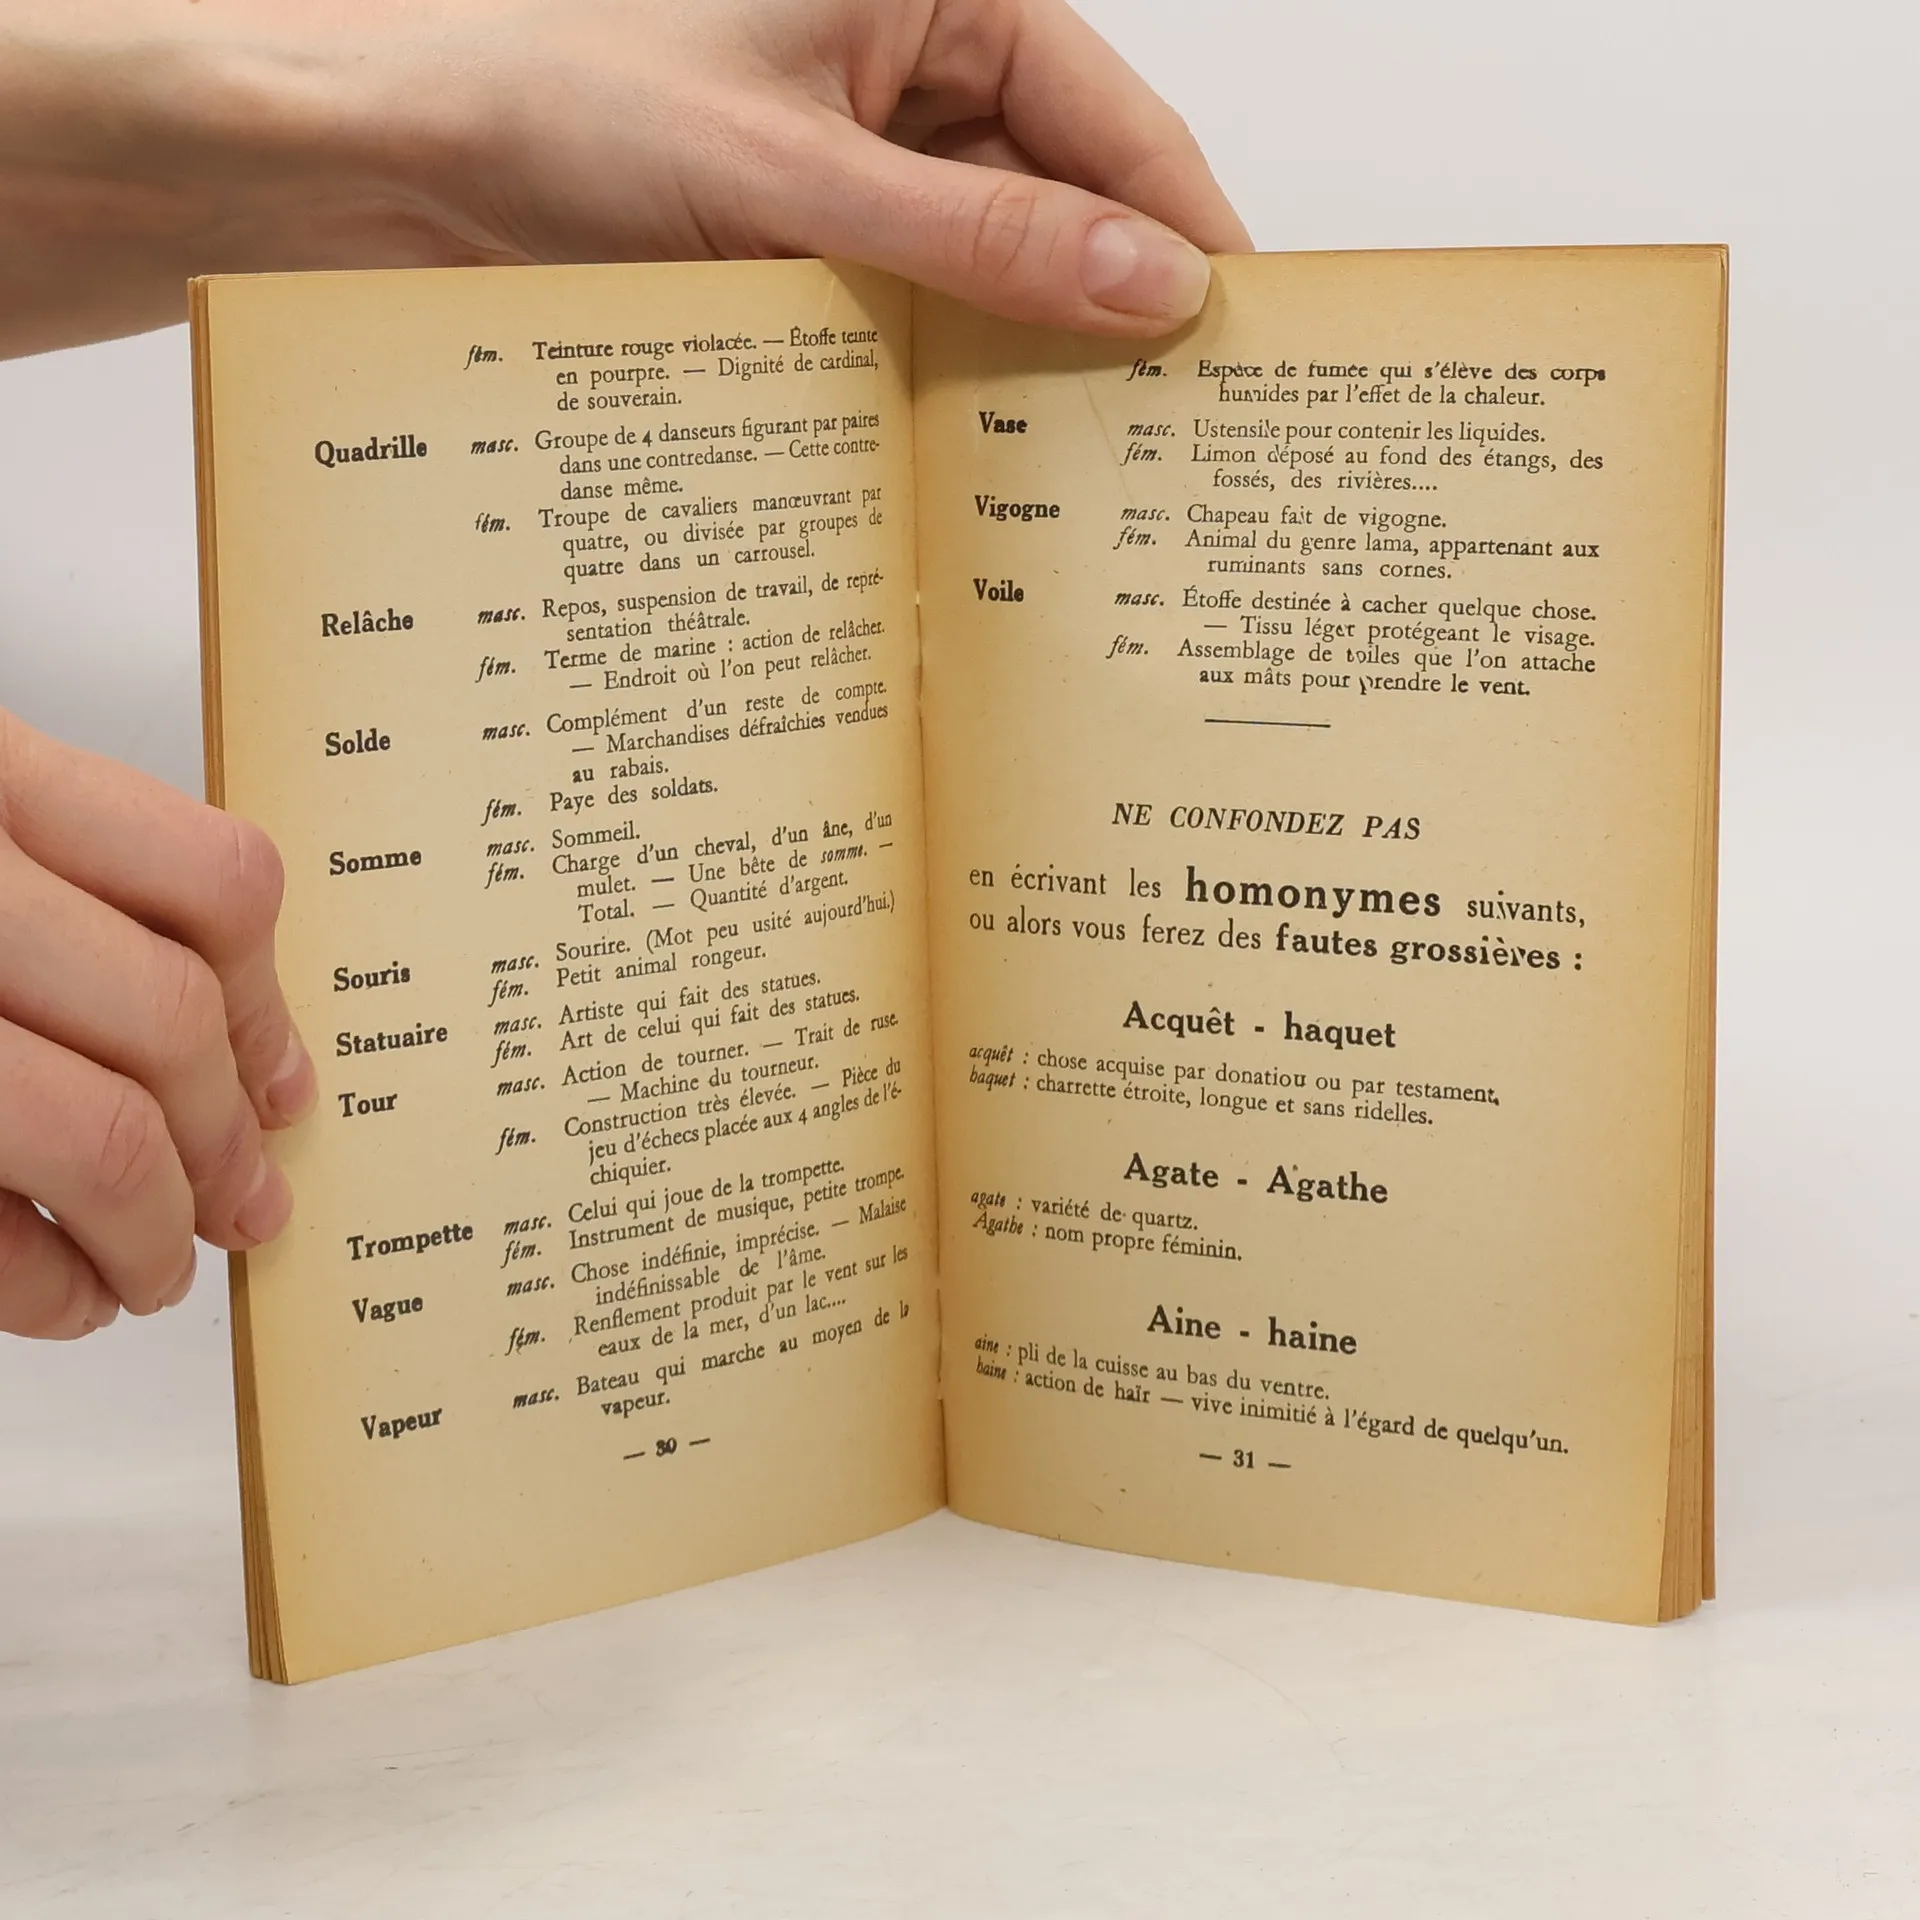 fém. Teinture rouge violacée. — Étoffe teinte
en pourpre. — Dignité de cardinal,
de souverain.
Quadrille masc. Groupe de 4 danseurs figurant par paires
dans une contredanse. — Cette contre-
danse même.
fém. Troupe de cavaliers manœuvrant par
quatre, ou divisée par groupes de
quatre dans un carrousel.
Relâche masc. Repos, suspension de travail, de repré-
sentation théâtrale.
fém. Terme de marine : action de relâcher.
— Endroit où l'on peut relâcher.
Solde masc. Complément d'un reste de compte.
— Marchandises défraîchies vendues
au rabais.
fém. Paye des soldats.
Somme masc. Sommeil.
fém. Charge d'un cheval, d'un âne, d'un
mulet. — Une bête de somme. —
Total. — Quantité d'argent.
Souris masc. Sourire. (Mot peu usité aujourd'hui.)
fém. Petit animal rongeur.
Statuaire masc. Artiste qui fait des statues.
fém. Art de celui qui fait des statues.
Tour masc. Action de tourner. — Trait de ruse.
— Machine du tourneur.
fém. Construction très élevée. — Pièce du
jeu d'échecs placée aux 4 angles de l'é-
chiquier.
Trompette masc. Celui qui joue de la trompette.
fém. Instrument de musique, petite trompe.
Vague masc. Chose indéfinie, imprécise. — Malaise
indéfinissable de l'âme.
fém. Renflement produit par le vent sur les
eaux de la mer, d'un lac....
Vapeur masc. Bateau qui marche au moyen de la
vapeur.
— 30 —
fém. Espèce de fumée qui s'élève des corps
humides par l'effet de la chaleur.
Vase masc. Ustensile pour contenir les liquides.
fém. Limon déposé au fond des étangs, des
fossés, des rivières....
Vigogne masc. Chapeau fait de vigogne.
fém. Animal du genre lama, appartenant aux
ruminants sans cornes.
Voile masc. Étoffe destinée à cacher quelque chose.
— Tissu léger protégeant le visage.
fém. Assemblage de toiles que l'on attache
aux mâts pour prendre le vent.
NE CONFONDEZ PAS
en écrivant les homonymes suivants,
ou alors vous ferez des fautes grossières :
Acquêt - haquet
acquêt : chose acquise par donation ou par testament.
haquet : charrette étroite, longue et sans ridelles.
Agate - Agathe
agate : variété de quartz.
Agathe : nom propre féminin.
Aine - haine
aine : pli de la cuisse au bas du ventre.
haine : action de haïr — vive inimitié à l'égard de quelqu'un.
— 31 —